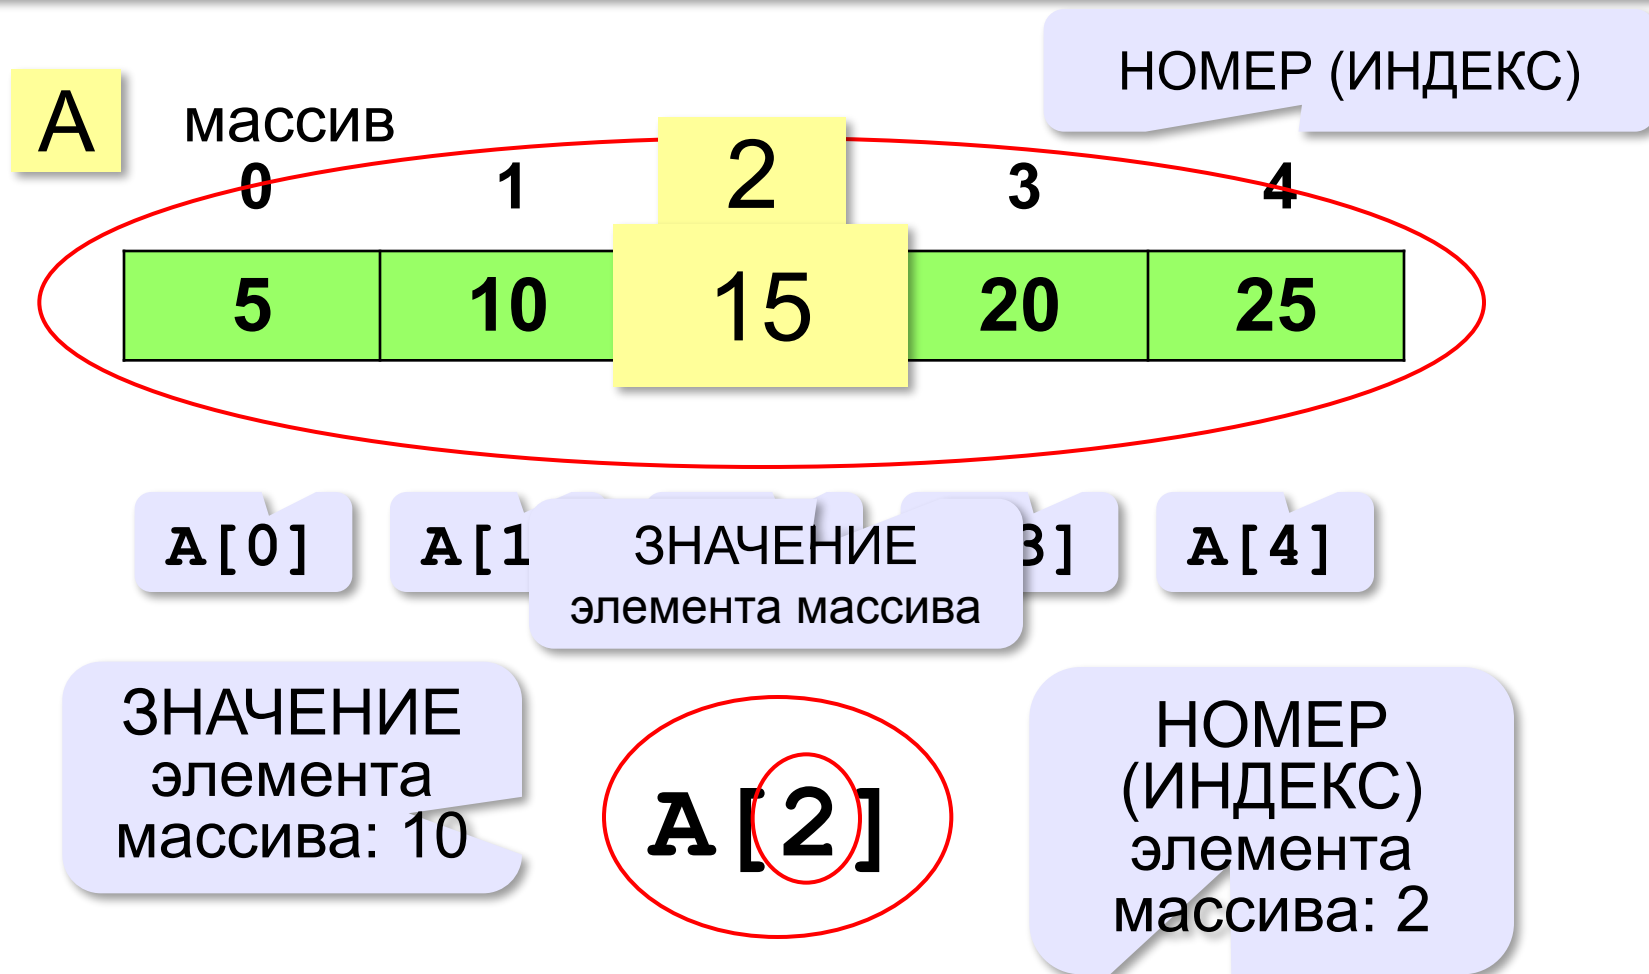 НОМЕР (ИНДЕКС)
A
массив
0 1 2 3 4
5 10 15 20 25
A[0] A[1 3] A[4]
ЗНАЧЕНИЕ
элемента массива
ЗНАЧЕНИЕ
элемента
массива: 10
A[2]
НОМЕР
(ИНДЕКС)
элемента
массива: 2